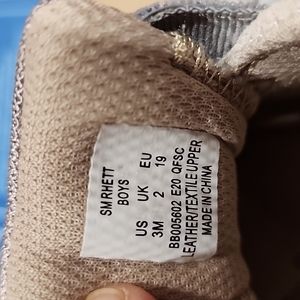 SM RHETT
BOYS
US UK EU
3M 2 19
BB005602 E20 QFSC
LEATHER/TEXTILE UPPER
MADE IN CHINA